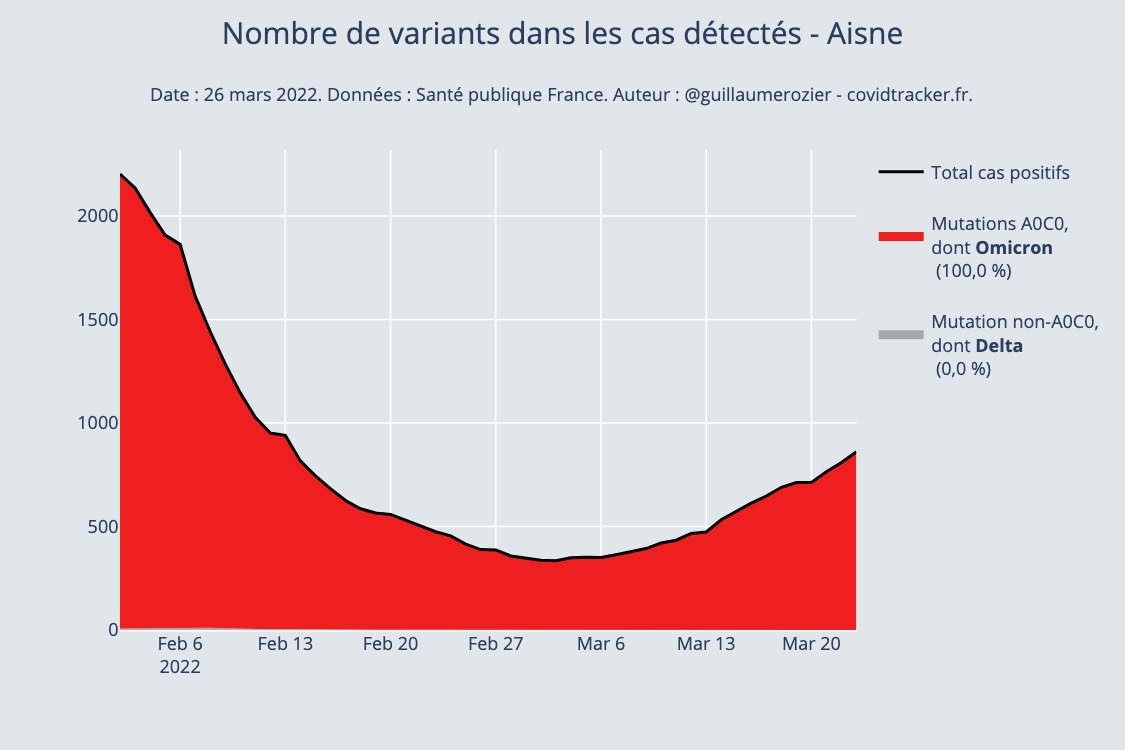 Nombre de variants dans les cas détectés - Aisne
Date : 26 mars 2022. Données : Santé publique France. Auteur : @guillaumerozier - covidtracker.fr.
Total cas positifs
Mutations A0C0,
dont Omicron
(100,0 %)
Mutation non-A0C0,
dont Delta
(0,0 %)
2000
1500
1000
500
0
Feb 6 Feb 13 Feb 20 Feb 27 Mar 6 Mar 13 Mar 20
2022